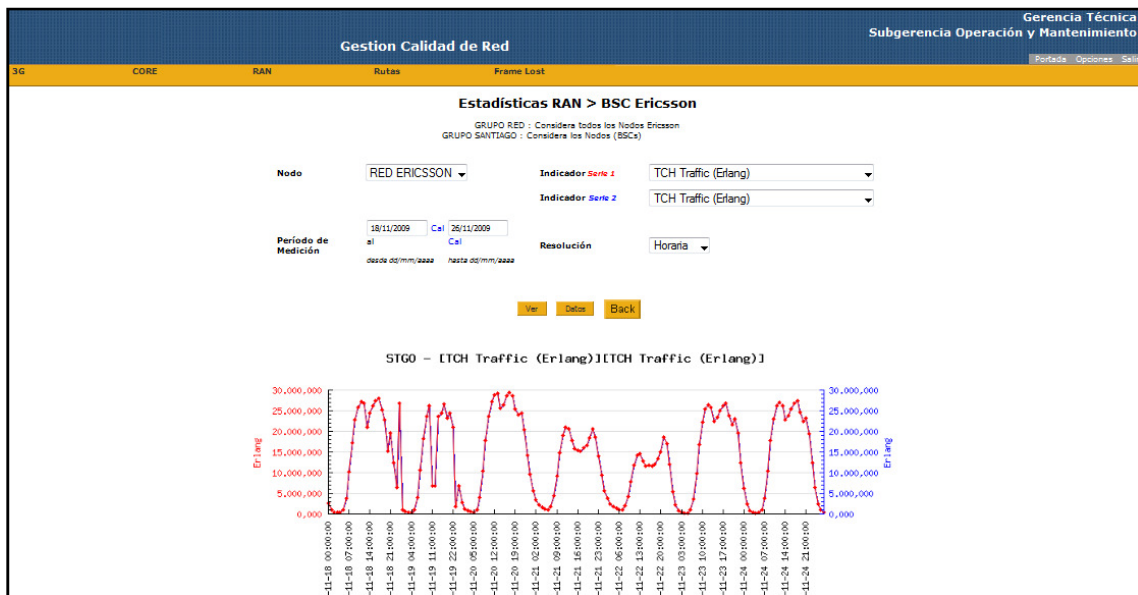 Gerencia Técnica
Subgerencia Operación y Mantenimiento
Gestion Calidad de Red
Portada Opciones Salir
3G CORE RAN Rutas Frame Lost
Estadísticas RAN > BSC Ericsson
GRUPO RED : Considera todos los Nodos Ericsson
GRUPO SANTIAGO : Considera los Nodos (BSCs)
Nodo RED ERICSSON Indicador Serie 1 TCH Traffic (Erlang)
Indicador Serie 2 TCH Traffic (Erlang)
18/11/2009 Cal 26/11/2009
Período de Medición al Cal Resolución Horaria
desde dd/mm/aaaa hasta dd/mm/aaaa
Ver Datos Back
STGO - [TCH Traffic (Erlang)][TCH Traffic (Erlang)]
30.000,000 30.000,000
25.000,000 25.000,000
20.000,000 20.000,000
15.000,000 15.000,000
10.000,000 10.000,000
5.000,000 5.000,000
0,000 0,000
Erlang
Erlang
-11-18 00:00:00
-11-18 07:00:00
-11-18 14:00:00
-11-18 21:00:00
-11-19 04:00:00
-11-19 11:00:00
-11-19 22:00:00
-11-20 05:00:00
-11-20 12:00:00
-11-20 19:00:00
-11-21 02:00:00
-11-21 09:00:00
-11-21 16:00:00
-11-21 23:00:00
-11-22 06:00:00
-11-22 13:00:00
-11-22 20:00:00
-11-23 03:00:00
-11-23 10:00:00
-11-23 17:00:00
-11-24 00:00:00
-11-24 07:00:00
-11-24 14:00:00
-11-24 21:00:00